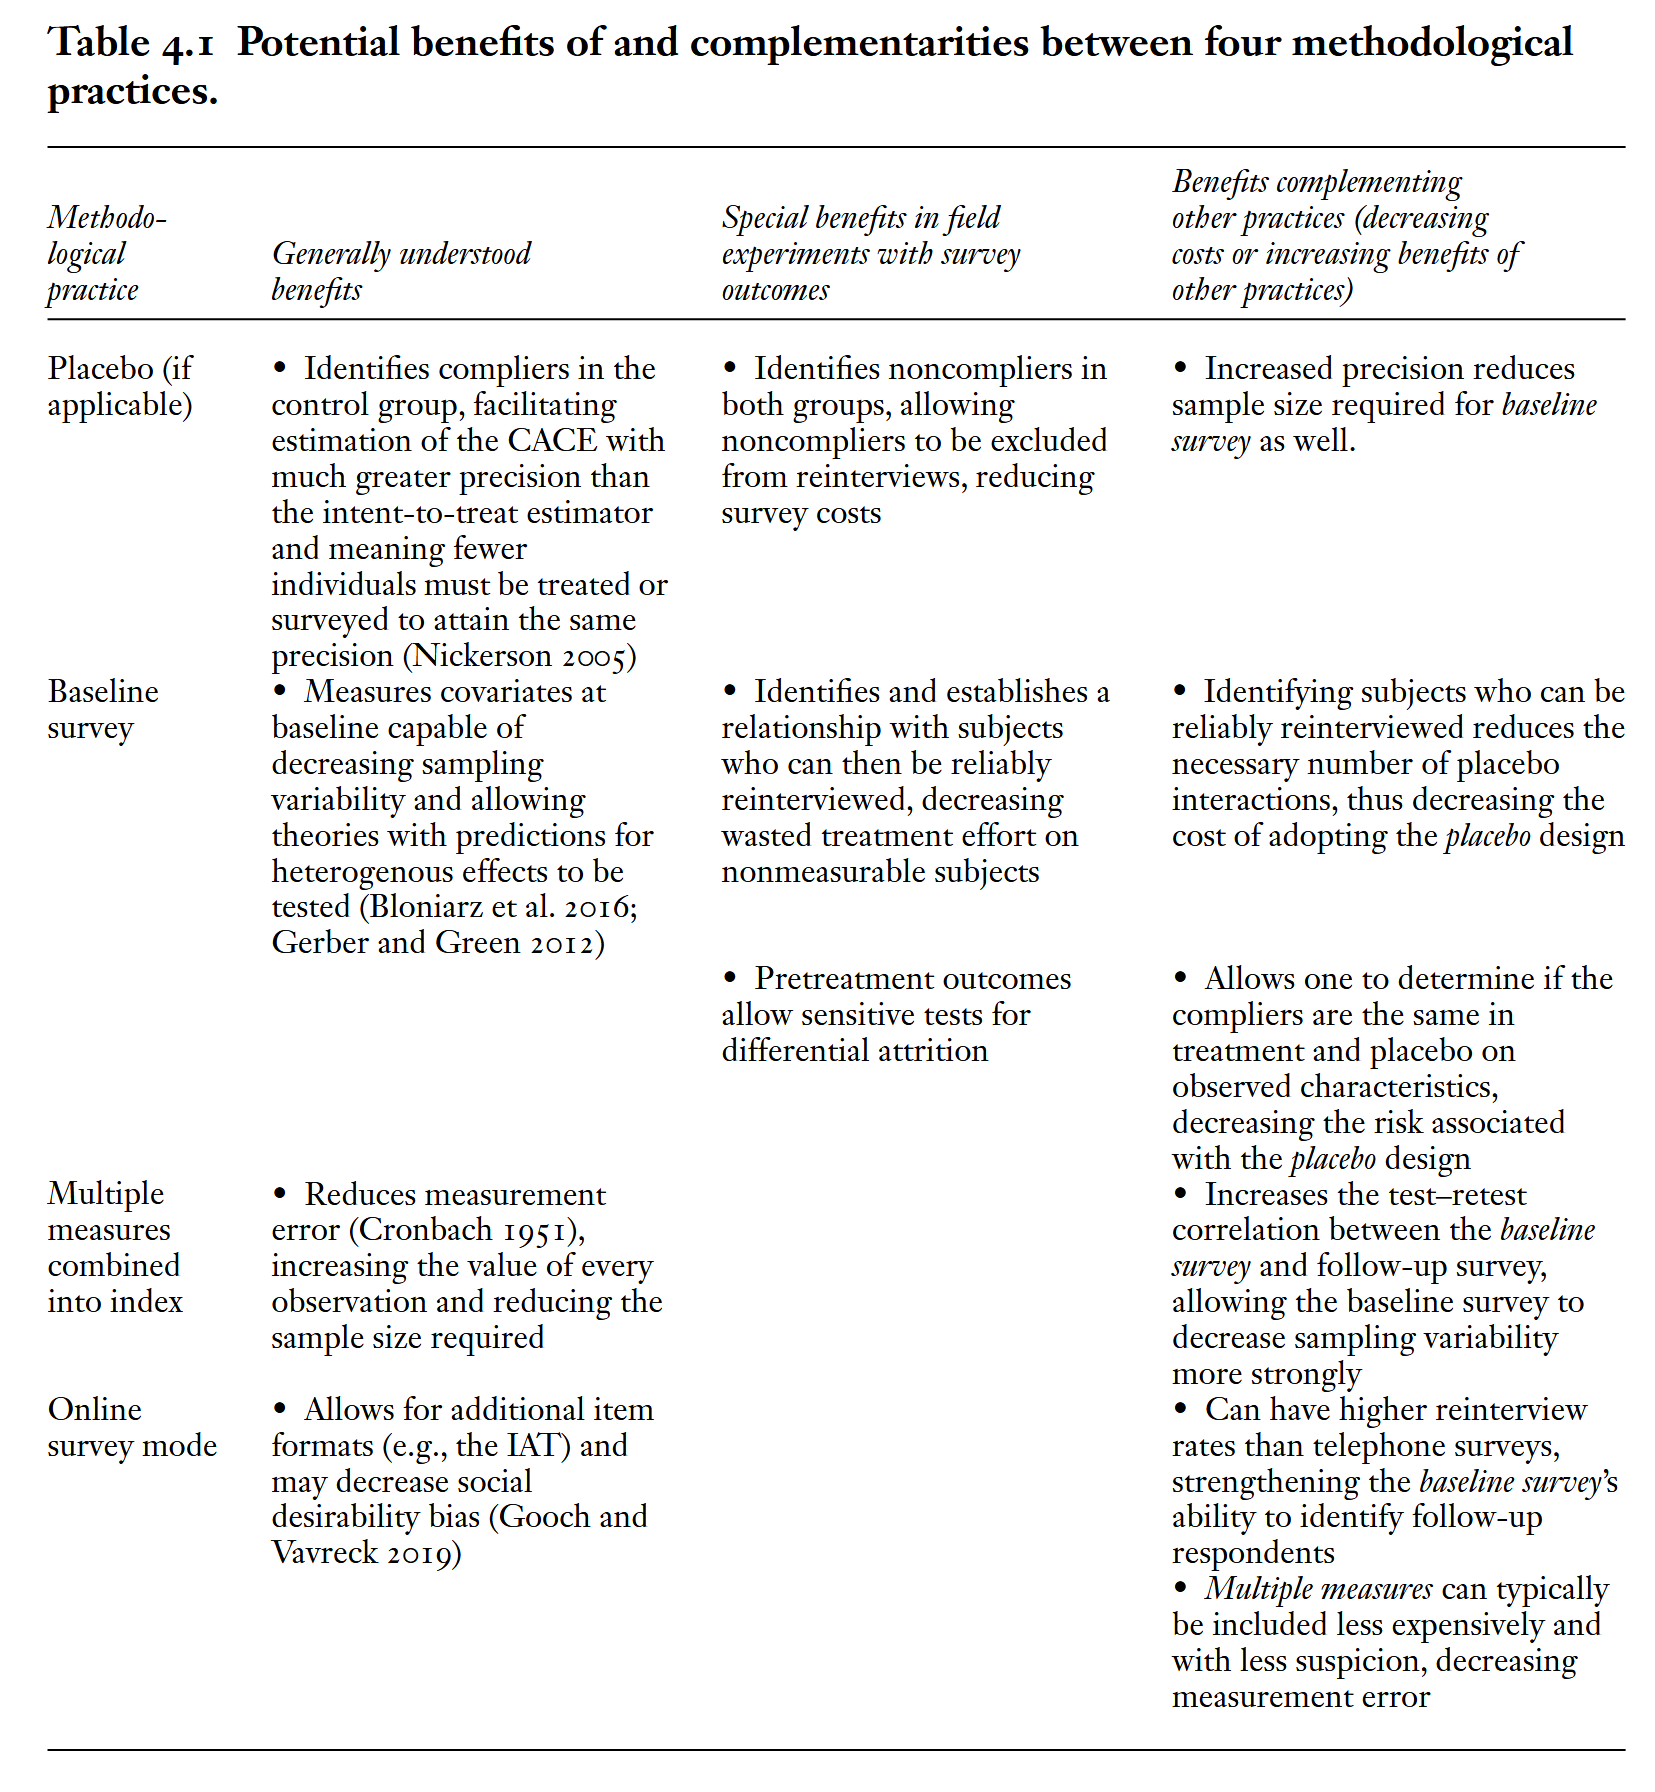 Table 4.1 Potential benefits of and complementarities between four methodological
practices.
Methodo-
logical
practice
Generally understood
benefits
Special benefits in field
experiments with survey
outcomes
Benefits complementing
other practices (decreasing
costs or increasing benefits of
other practices)
Placebo (if
applicable)
• Identifies compliers in the
control group, facilitating
estimation of the CACE with
much greater precision than
the intent-to-treat estimator
and meaning fewer
individuals must be treated or
surveyed to attain the same
precision (Nickerson 2005)
• Identifies noncompliers in
both groups, allowing
noncompliers to be excluded
from reinterviews, reducing
survey costs
• Increased precision reduces
sample size required for baseline
survey as well.
Baseline
survey
• Measures covariates at
baseline capable of
decreasing sampling
variability and allowing
theories with predictions for
heterogenous effects to be
tested (Bloniarz et al. 2016;
Gerber and Green 2012)
• Identifies and establishes a
relationship with subjects
who can then be reliably
reinterviewed, decreasing
wasted treatment effort on
nonmeasurable subjects
• Identifying subjects who can be
reliably reinterviewed reduces the
necessary number of placebo
interactions, thus decreasing the
cost of adopting the placebo design
• Pretreatment outcomes
allow sensitive tests for
differential attrition
• Allows one to determine if the
compliers are the same in
treatment and placebo on
observed characteristics,
decreasing the risk associated
with the placebo design
Multiple
measures
combined
into index
• Reduces measurement
error (Cronbach 1951),
increasing the value of every
observation and reducing the
sample size required
• Increases the test–retest
correlation between the baseline
survey and follow-up survey,
allowing the baseline survey to
decrease sampling variability
more strongly
Online
survey mode
• Allows for additional item
formats (e.g., the IAT) and
may decrease social
desirability bias (Gooch and
Vavreck 2019)
• Can have higher reinterview
rates than telephone surveys,
strengthening the baseline survey's
ability to identify follow-up
respondents
• Multiple measures can typically
be included less expensively and
with less suspicion, decreasing
measurement error